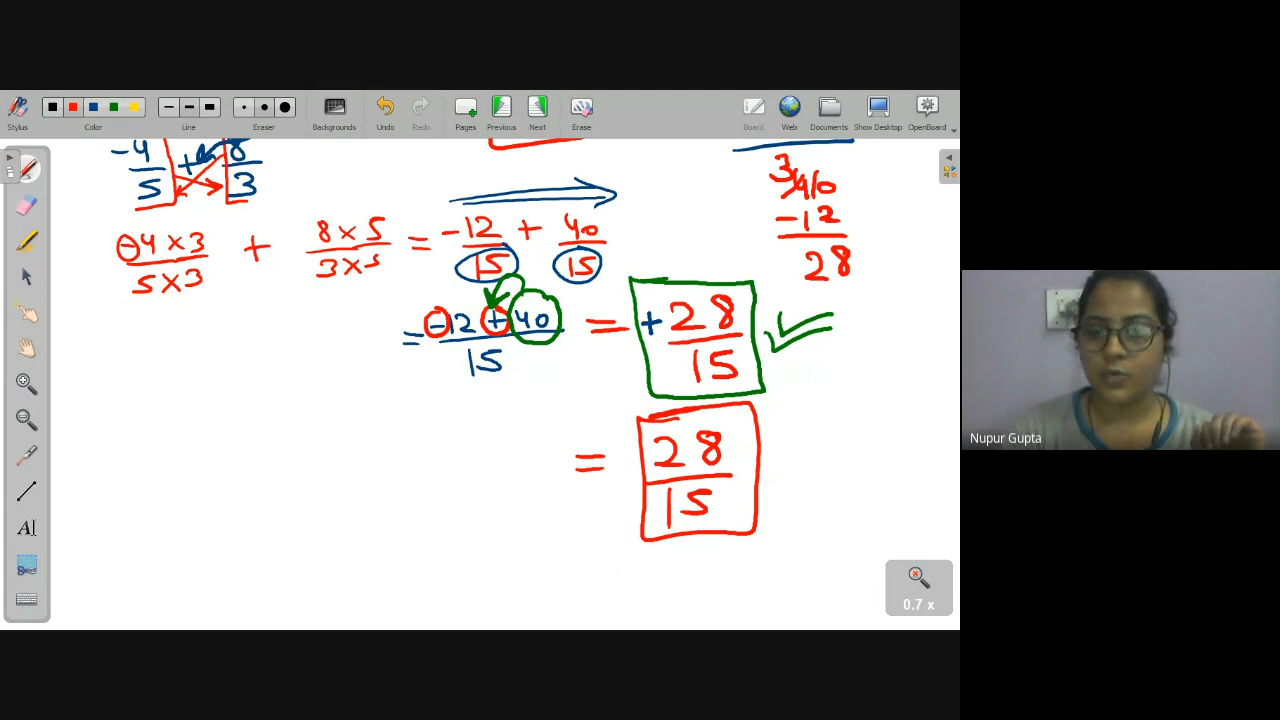 Stylus Color Line Eraser Backgrounds Undo Redo Pages Previous Next Erase Board Web Documents Show Desktop OpenBoard
-4/5 + 8/3
3 40
-12
28
-4 x 3 / 5 x 3 + 8 x 5 / 3 x 5 = -12/15 + 40/15
= -12 + 40 / 15 = +28/15
= 28/15
0.7 x
Nupur Gupta